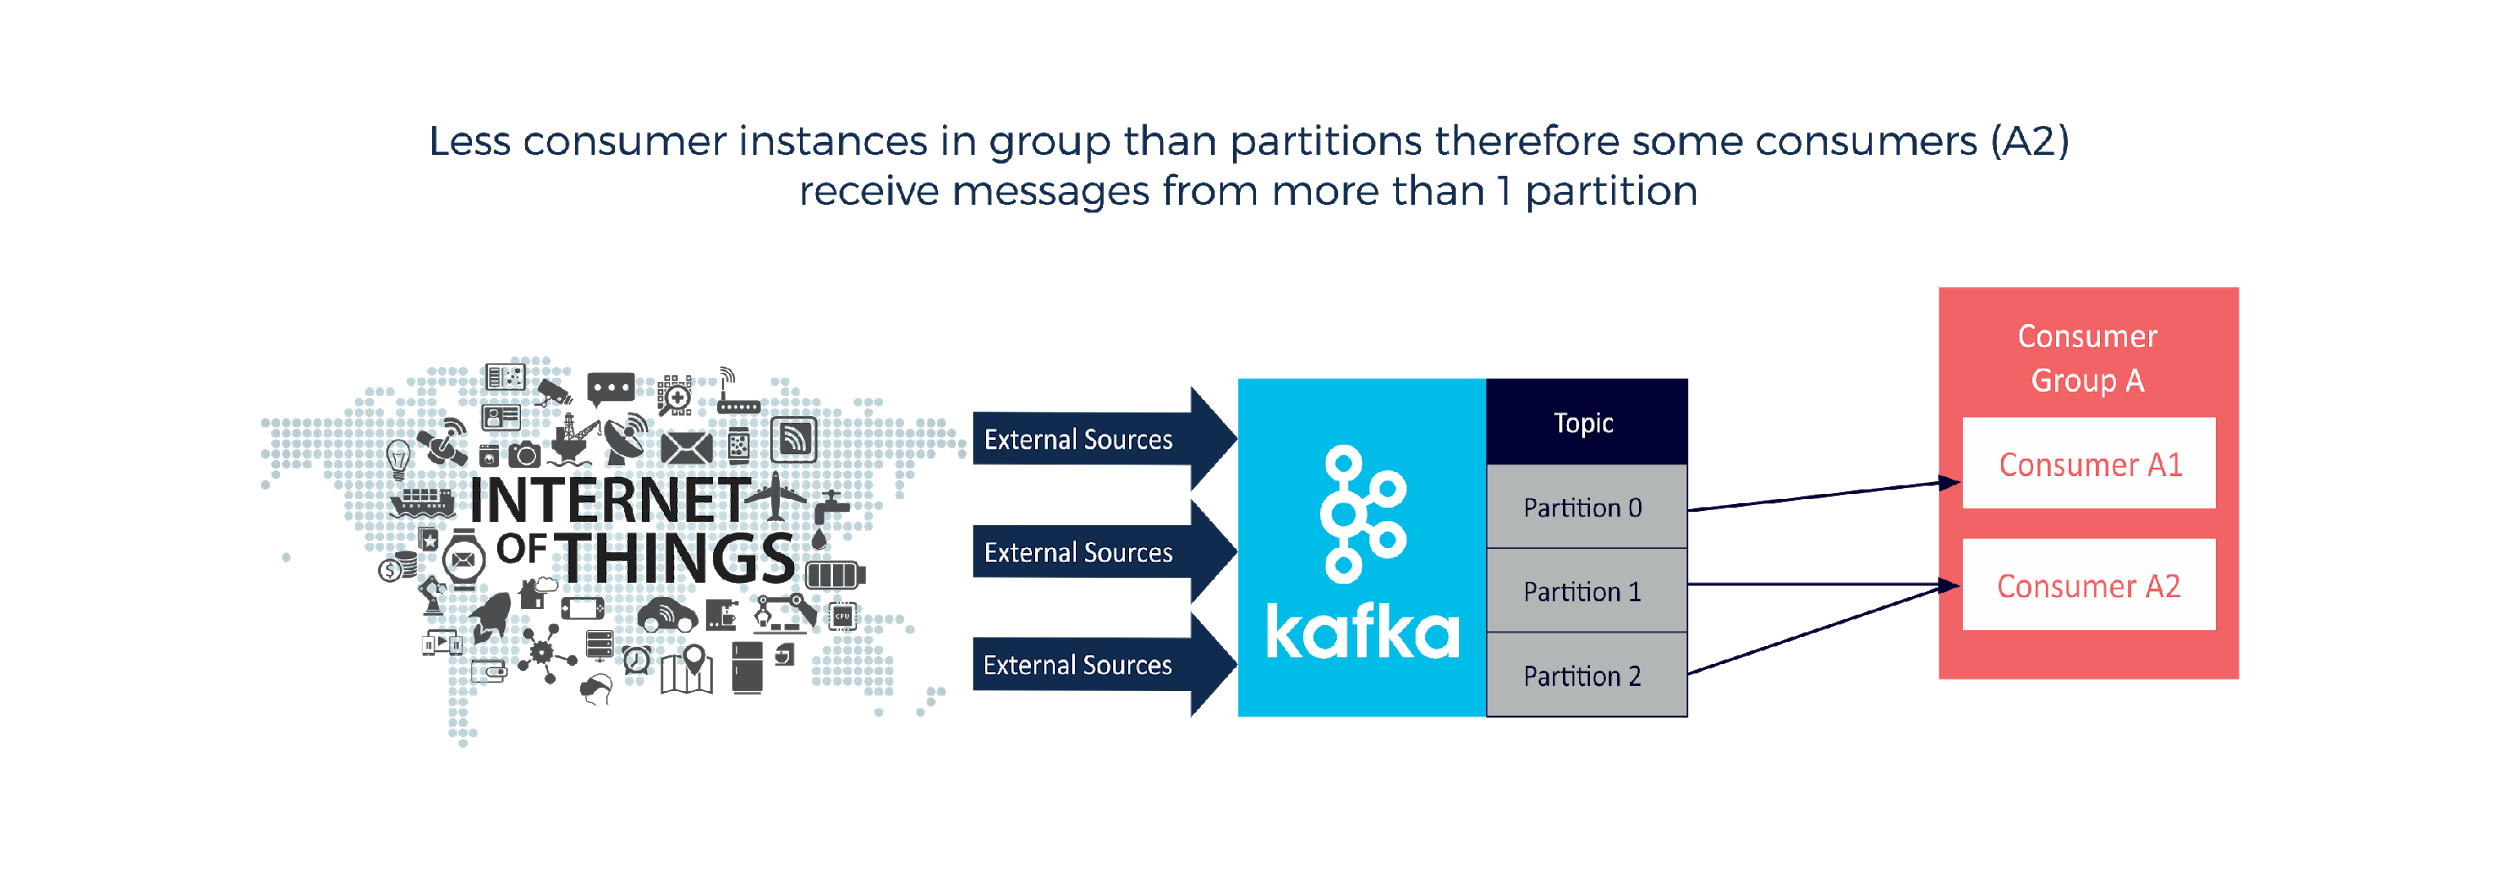 Less consumer instances in group than partitions therefore some consumers (A2)
receive messages from more than 1 partition
INTERNET
OF THINGS
External Sources
External Sources
External Sources
kafka
Topic
Partition 0
Partition 1
Partition 2
Consumer
Group A
Consumer A1
Consumer A2
CPU
$